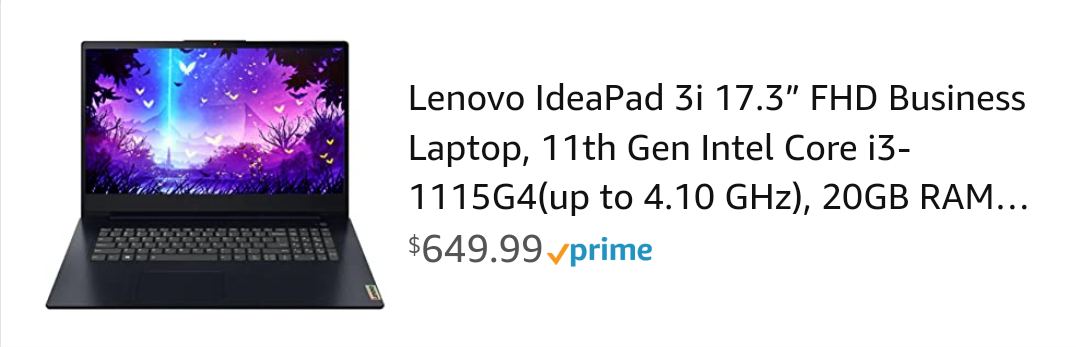 Lenovo IdeaPad 3i 17.3” FHD Business
Laptop, 11th Gen Intel Core i3-
1115G4(up to 4.10 GHz), 20GB RAM...
$649.99 prime